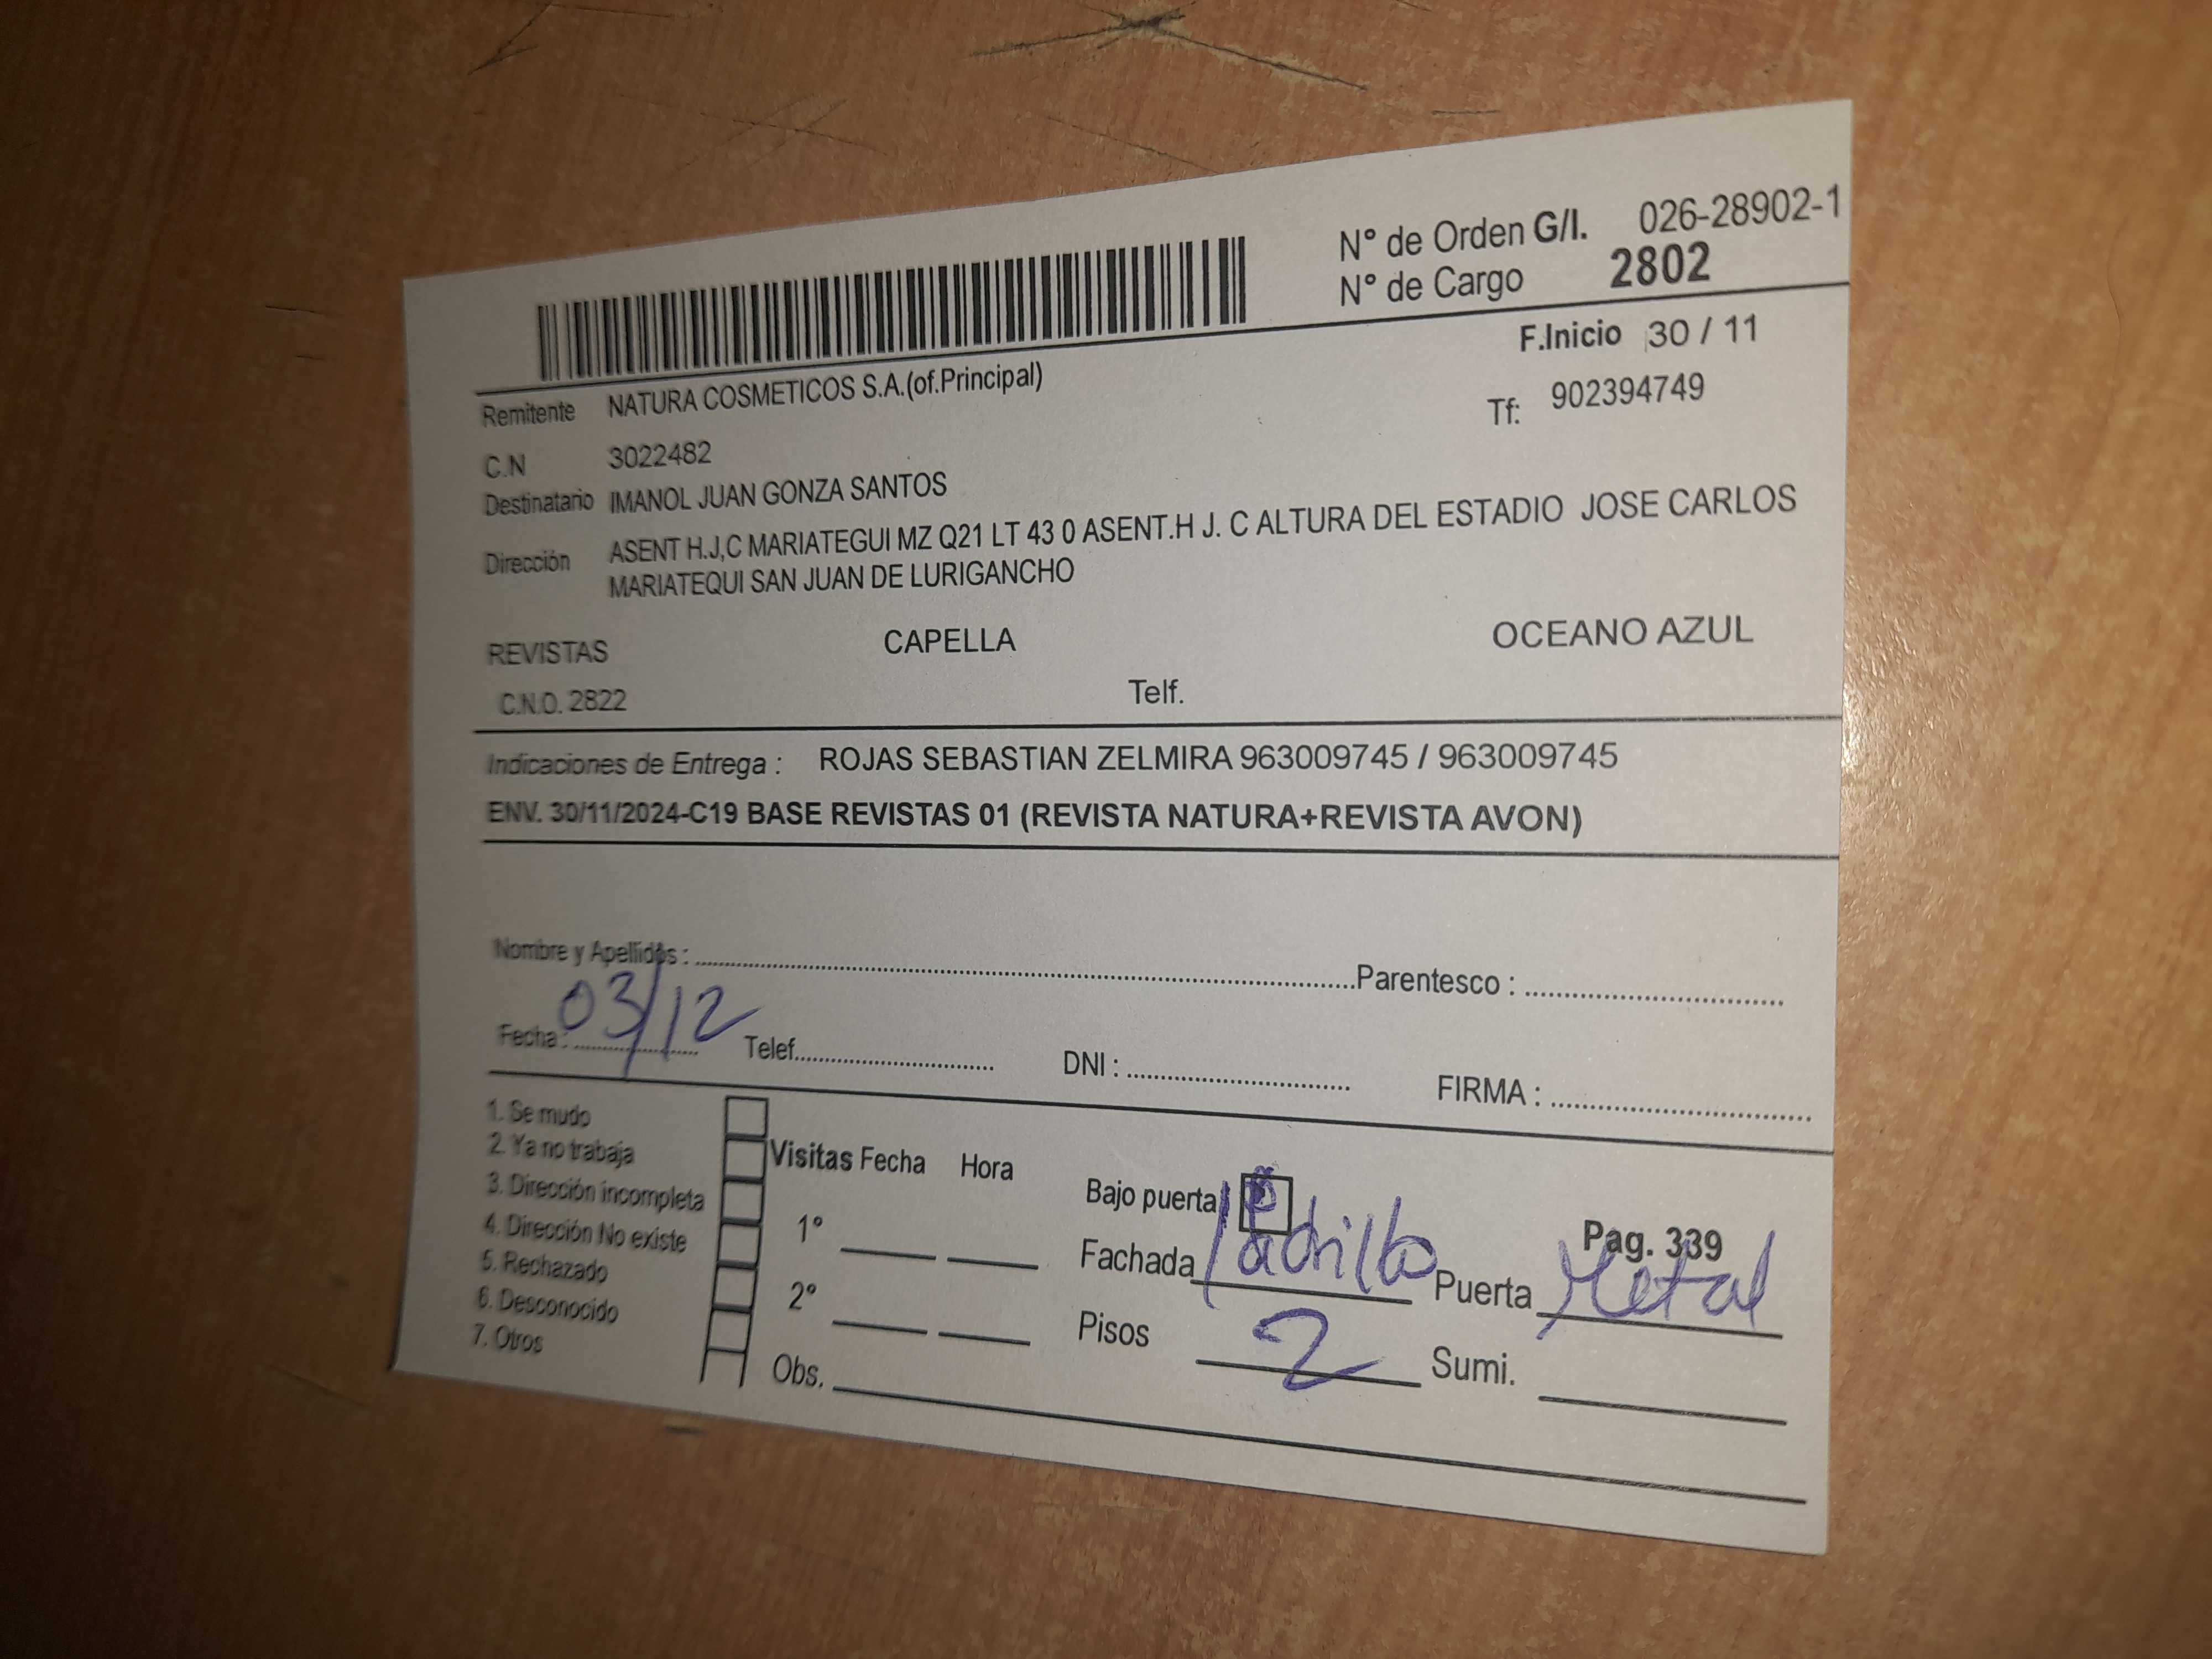 N° de Orden G/I. 026-28902-1
N° de Cargo 2802
F.Inicio 30 / 11
Remitente NATURA COSMETICOS S.A.(of.Principal)
Tf: 902394749
C.N 3022482
Destinatario IMANOL JUAN GONZA SANTOS
Dirección ASENT H.J,C MARIATEGUI MZ Q21 LT 43 0 ASENT.H J. C ALTURA DEL ESTADIO JOSE CARLOS
MARIATEQUI SAN JUAN DE LURIGANCHO
REVISTAS CAPELLA OCEANO AZUL
C.N.O. 2822 Telf.
Indicaciones de Entrega : ROJAS SEBASTIAN ZELMIRA 963009745 / 963009745
ENV. 30/11/2024-C19 BASE REVISTAS 01 (REVISTA NATURA+REVISTA AVON)
Nombre y Apellidos : Parentesco :
Fecha : 03/12 Telef. DNI : FIRMA :
1. Se mudo
2. Ya no trabaja
3. Dirección incompleta
4. Dirección No existe
5. Rechazado
6. Desconocido
7. Otros
Visitas Fecha Hora
1°
2°
Obs.
Bajo puerta
Pag. 339
Fachada ladrillo Puerta Metal
Pisos 2 Sumi.